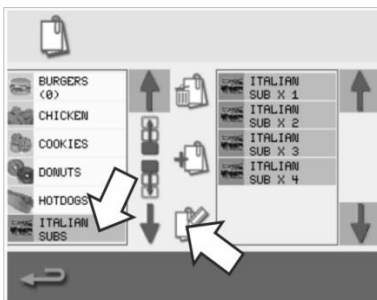 BURGERS
(0)
CHICKEN
COOKIES
DONUTS
HOTDOGS
ITALIAN
SUBS
ITALIAN
SUB X 1
ITALIAN
SUB X 2
ITALIAN
SUB X 3
ITALIAN
SUB X 4